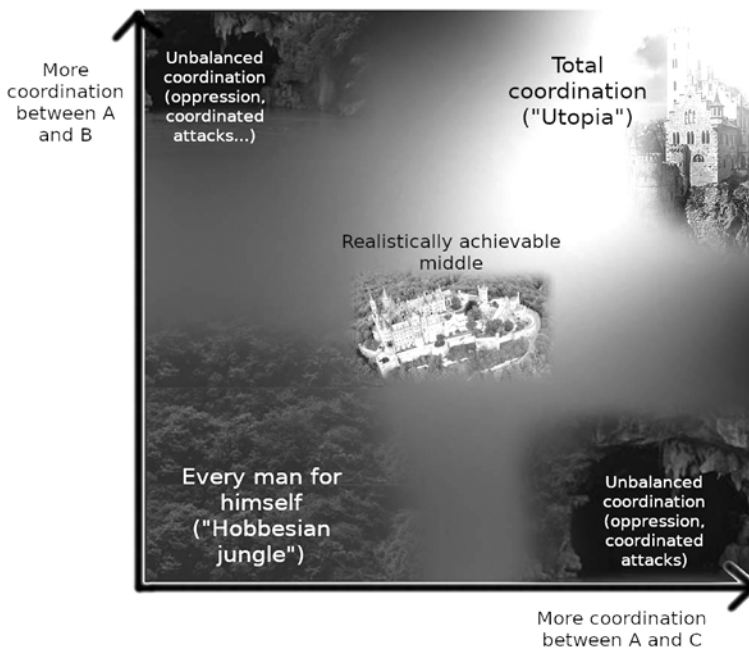 More
coordination
between A
and B
Unbalanced
coordination
(oppression,
coordinated
attacks...)
Total
coordination
("Utopia")
Realistically achievable
middle
Every man for
himself
("Hobbesian
jungle")
Unbalanced
coordination
(oppression,
coordinated
attacks)
More coordination
between A and C